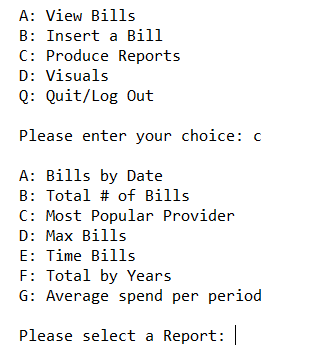 A: View Bills
B: Insert a Bill
C: Produce Reports
D: Visuals
Q: Quit/Log Out
Please enter your choice: c
A: Bills by Date
B: Total # of Bills
C: Most Popular Provider
D: Max Bills
E: Time Bills
F: Total by Years
G: Average spend per period
Please select a Report: